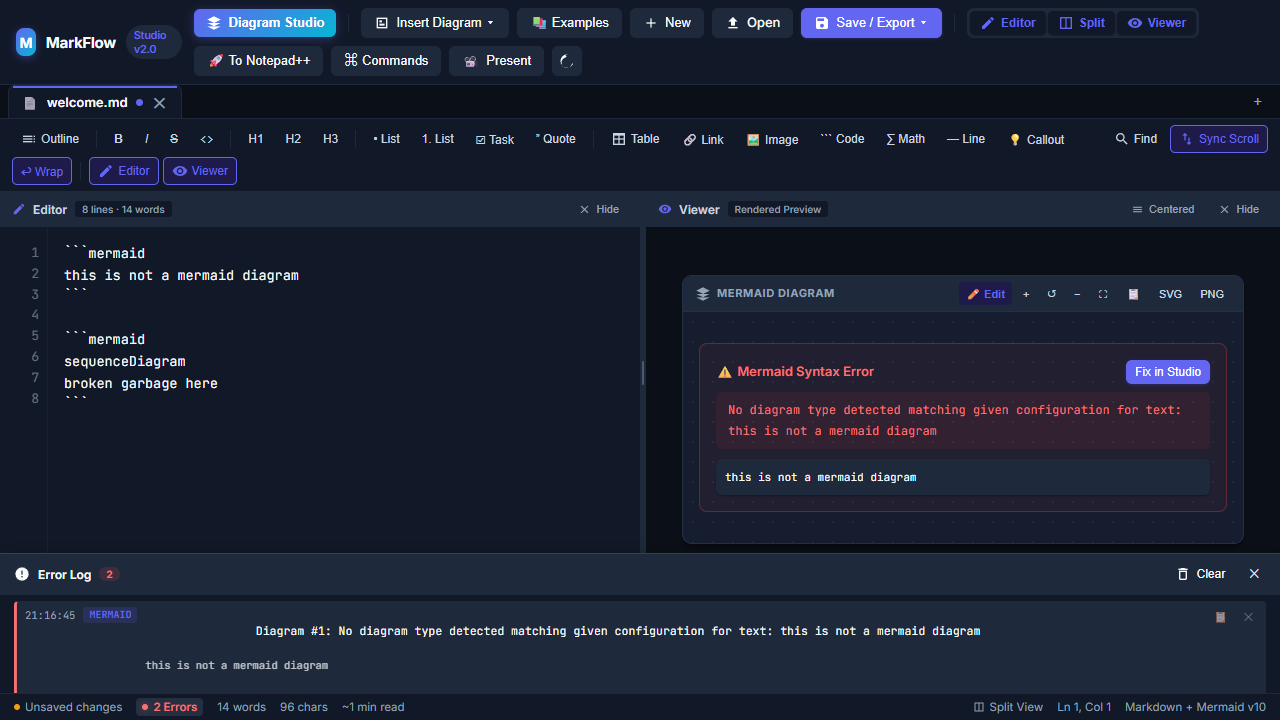 M MarkFlow Studio v2.0
Diagram Studio Insert Diagram Examples + New Open Save / Export Editor Split Viewer
To Notepad++ ⌘ Commands Present
welcome.md × +
Outline B I S <> H1 H2 H3 • List 1. List ☑ Task " Quote Table Link Image ``` Code ∑ Math — Line Callout Find Sync Scroll
↩ Wrap Editor Viewer
Editor 8 lines · 14 words × Hide
Viewer Rendered Preview Centered × Hide
1 ```mermaid
2 this is not a mermaid diagram
3 ```
4
5 ```mermaid
6 sequenceDiagram
7 broken garbage here
8 ```
MERMAID DIAGRAM Edit + ↺ − ⛶ SVG PNG
Mermaid Syntax Error Fix in Studio
No diagram type detected matching given configuration for text:
this is not a mermaid diagram
this is not a mermaid diagram
Error Log 2 Clear ×
21:16:45 MERMAID
Diagram #1: No diagram type detected matching given configuration for text: this is not a mermaid diagram
this is not a mermaid diagram
Unsaved changes 2 Errors 14 words 96 chars ~1 min read Split View Ln 1, Col 1 Markdown + Mermaid v10